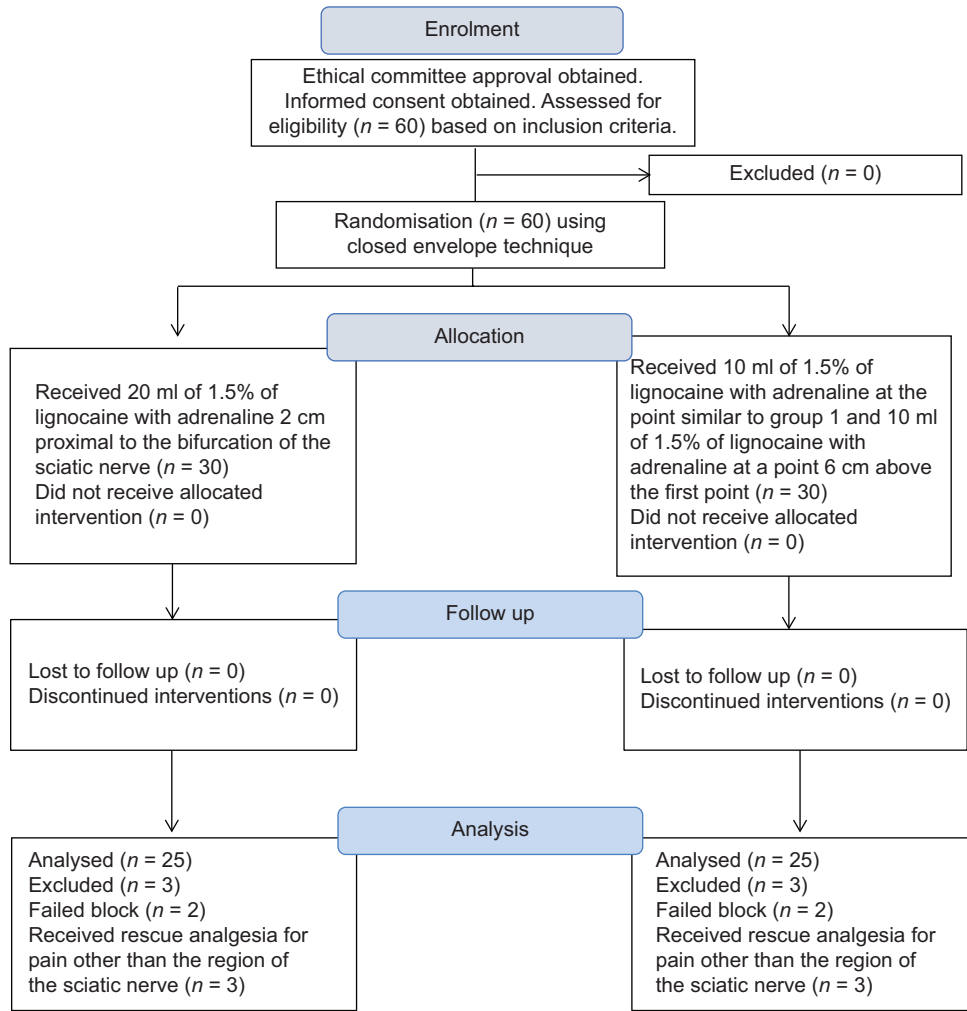 Enrolment
Ethical committee approval obtained.
Informed consent obtained. Assessed for
eligibility (n = 60) based on inclusion criteria.
Excluded (n = 0)
Randomisation (n = 60) using
closed envelope technique
Allocation
Received 20 ml of 1.5% of
lignocaine with adrenaline 2 cm
proximal to the bifurcation of the
sciatic nerve (n = 30)
Did not receive allocated
intervention (n = 0)
Received 10 ml of 1.5% of
lignocaine with adrenaline at the
point similar to group 1 and 10 ml
of 1.5% of lignocaine with
adrenaline at a point 6 cm above
the first point (n = 30)
Did not receive allocated
intervention (n = 0)
Follow up
Lost to follow up (n = 0)
Discontinued interventions (n = 0)
Lost to follow up (n = 0)
Discontinued interventions (n = 0)
Analysis
Analysed (n = 25)
Excluded (n = 3)
Failed block (n = 2)
Received rescue analgesia for
pain other than the region of
the sciatic nerve (n = 3)
Analysed (n = 25)
Excluded (n = 3)
Failed block (n = 2)
Received rescue analgesia for
pain other than the region of
the sciatic nerve (n = 3)